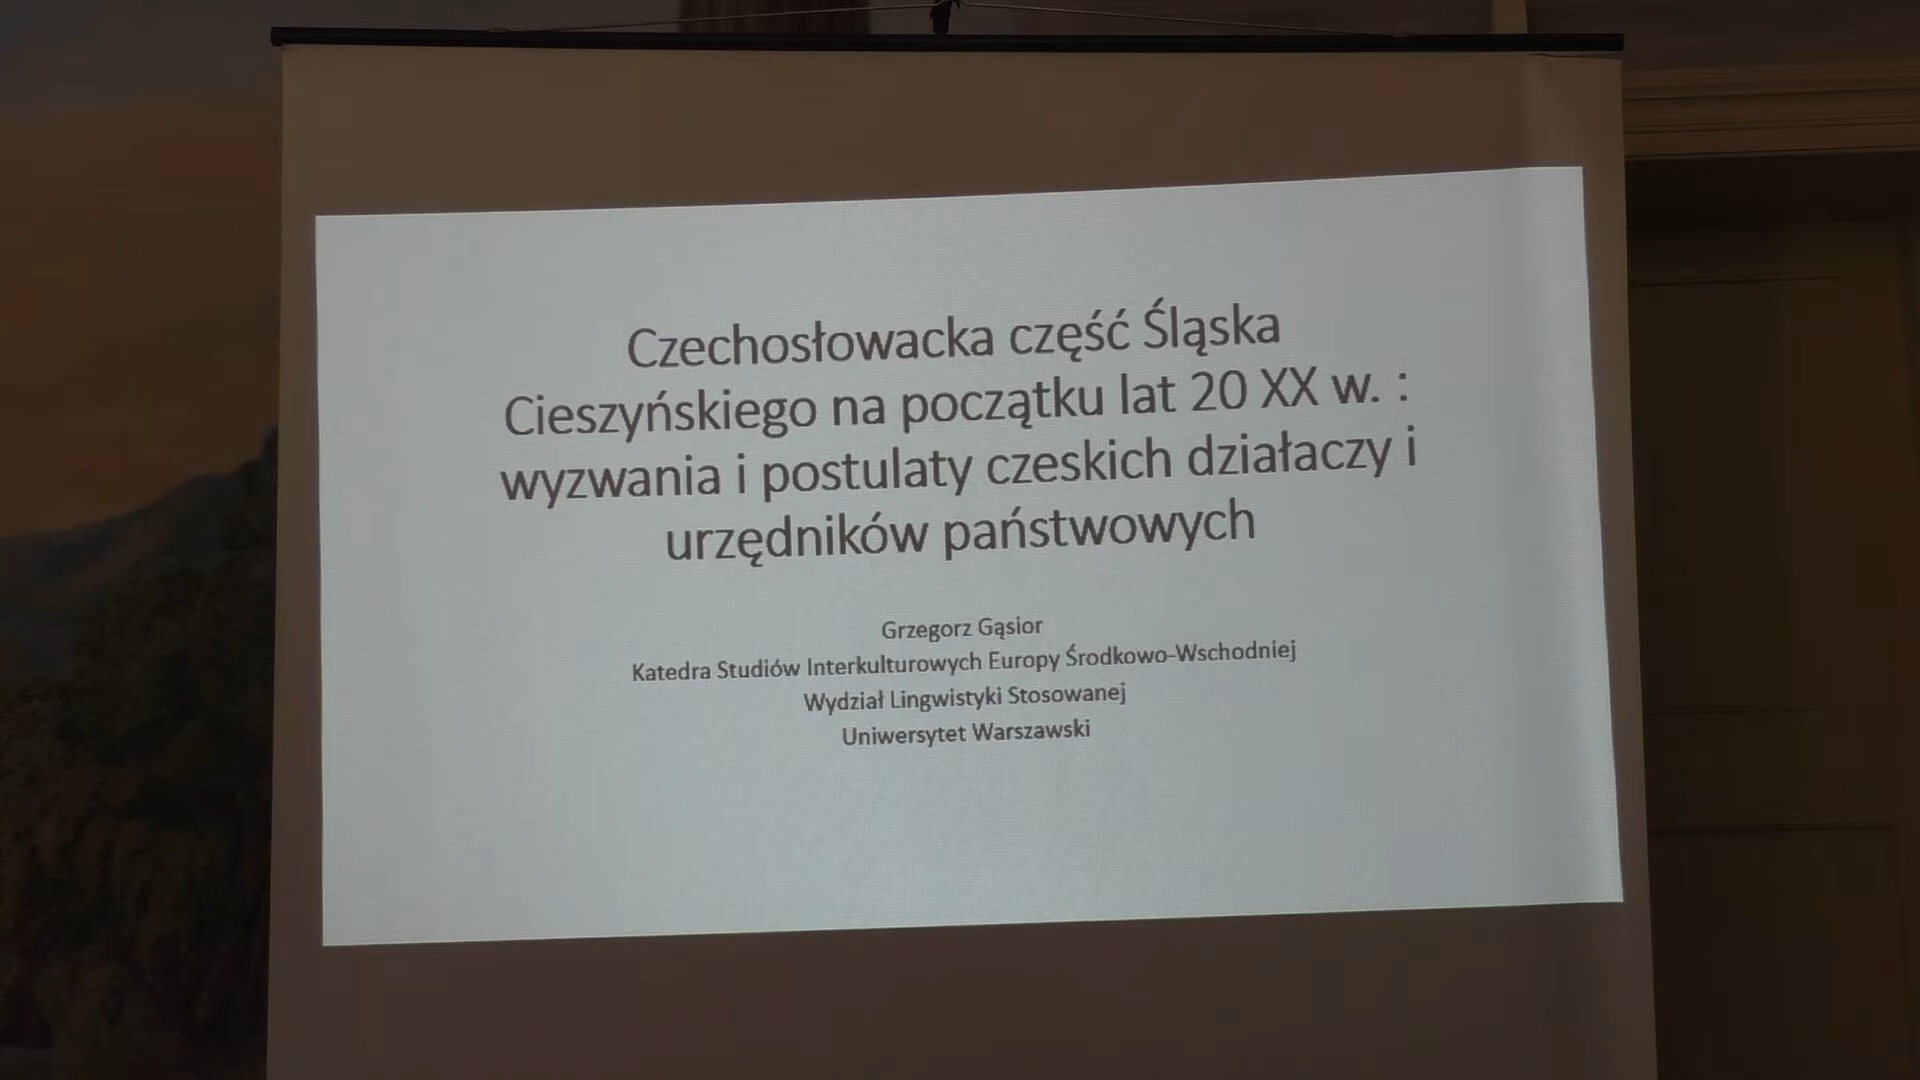 Czechosłowacka część Śląska
Cieszyńskiego na początku lat 20 XX w. :
wyzwania i postulaty czeskich działaczy i
urzędników państwowych
Grzegorz Gąsior
Katedra Studiów Interkulturowych Europy Środkowo-Wschodniej
Wydział Lingwistyki Stosowanej
Uniwersytet Warszawski